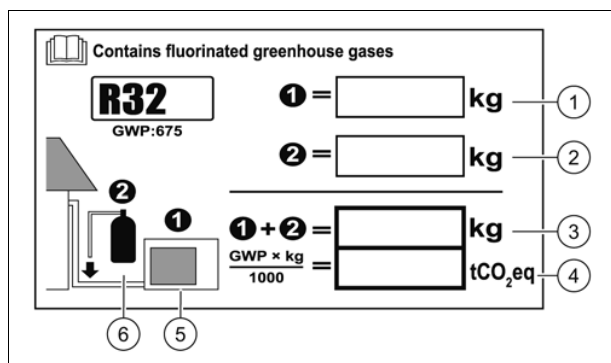 Contains fluorinated greenhouse gases
R32
GWP:675
❶ = kg ①
❷ = kg ②
❶+❷ = kg ③
GWP × kg
1000
= tCO₂eq ④
❷
❶
⑥ ⑤